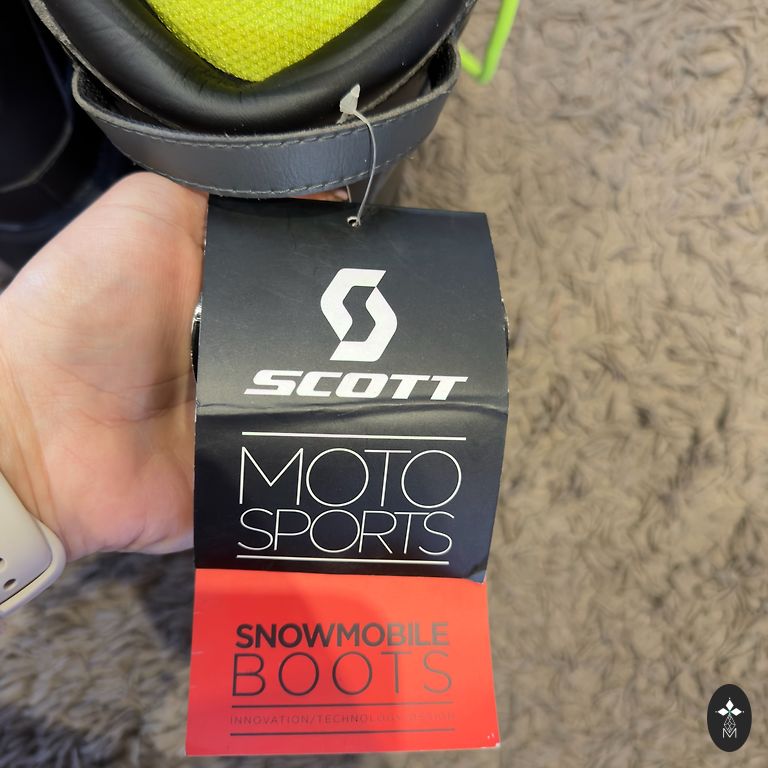 SCOTT
MOTO
SPORTS
SNOWMOBILE
BOOTS
INNOVATION/TECHNOLOGY/DESIGN
M